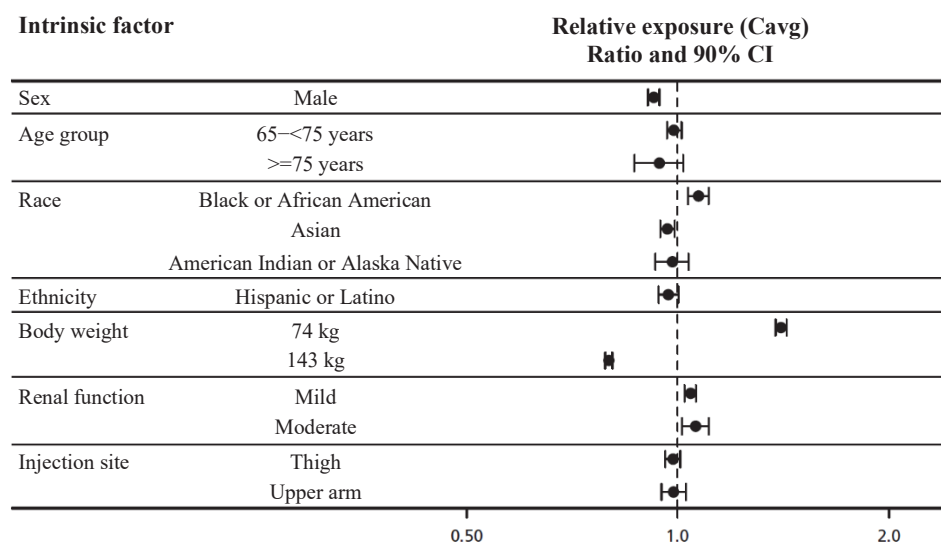 Intrinsic factor
Relative exposure (Cavg)
Ratio and 90% CI
Sex Male
Age group 65−<75 years
>=75 years
Race Black or African American
Asian
American Indian or Alaska Native
Ethnicity Hispanic or Latino
Body weight 74 kg
143 kg
Renal function Mild
Moderate
Injection site Thigh
Upper arm
0.50 1.0 2.0